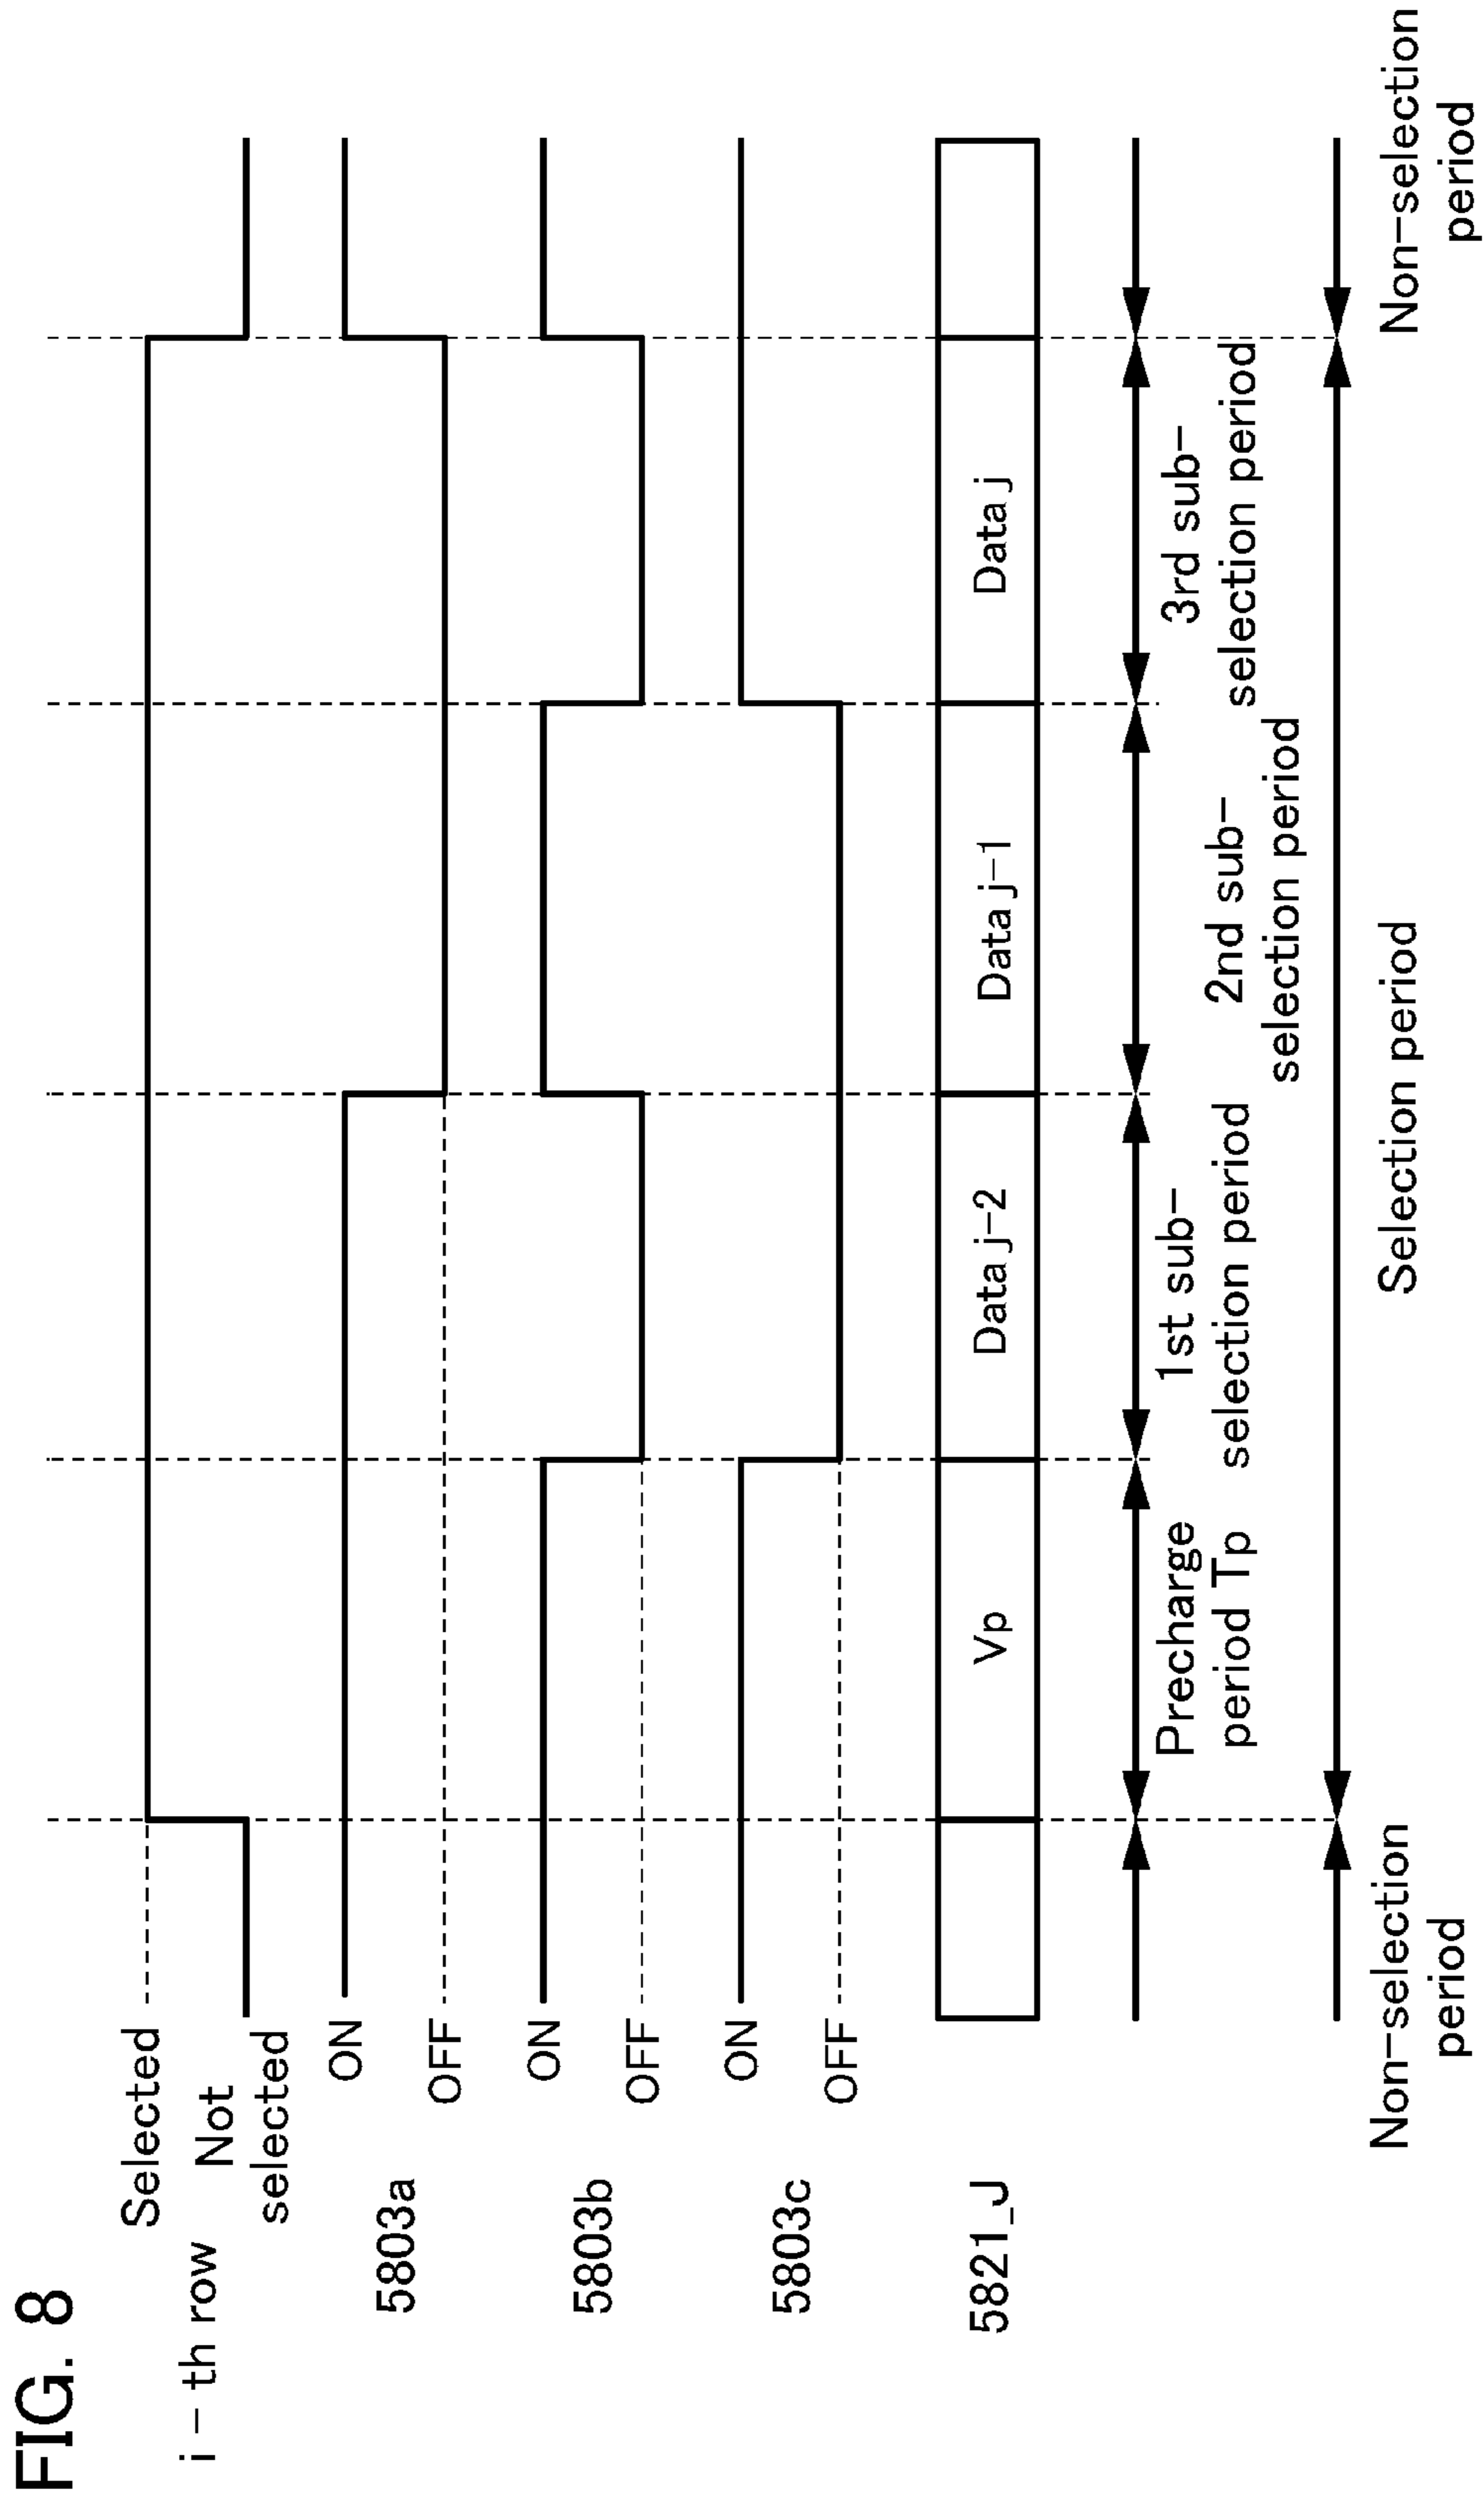 FIG. 8
i-th row
Selected
Not
selected
5803a
ON
OFF
5803b
ON
OFF
5803c
ON
OFF
5821_J
Vp
Data j-2
Data j-1
Data j
Precharge
period Tp
1st sub-
selection period
2nd sub-
selection period
3rd sub-
selection period
Non-selection
period
Selection period
Non-selection
period